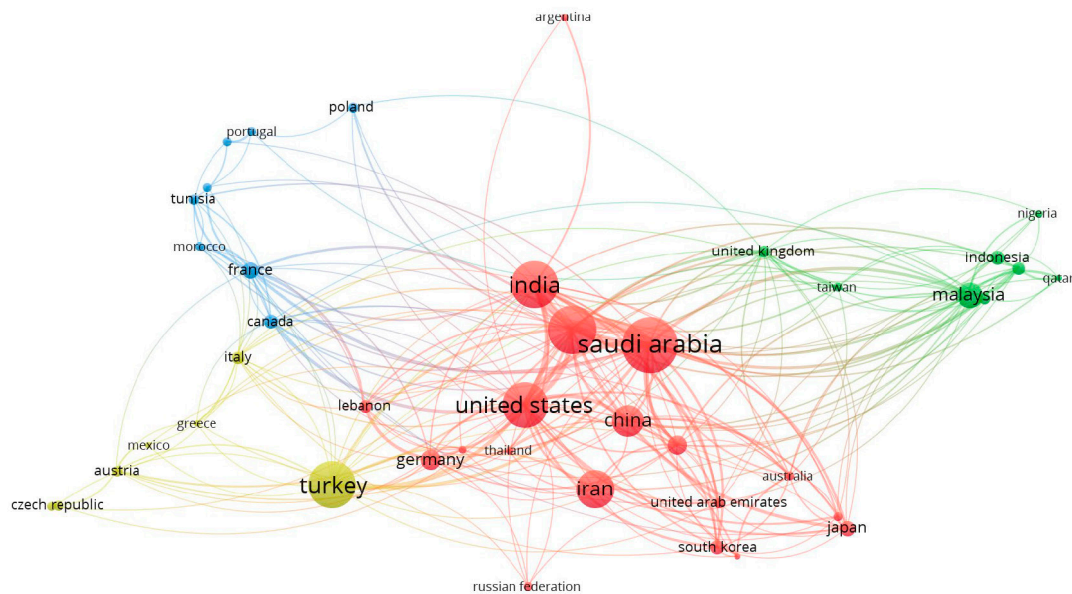 argentina
poland
portugal
tunisia
morocco
france
canada
italy
greece
mexico
austria
czech republic
turkey
lebanon
germany
thailand
india
saudi arabia
united states
china
iran
united arab emirates
australia
south korea
japan
russian federation
united kingdom
taiwan
nigeria
indonesia
qatar
malaysia